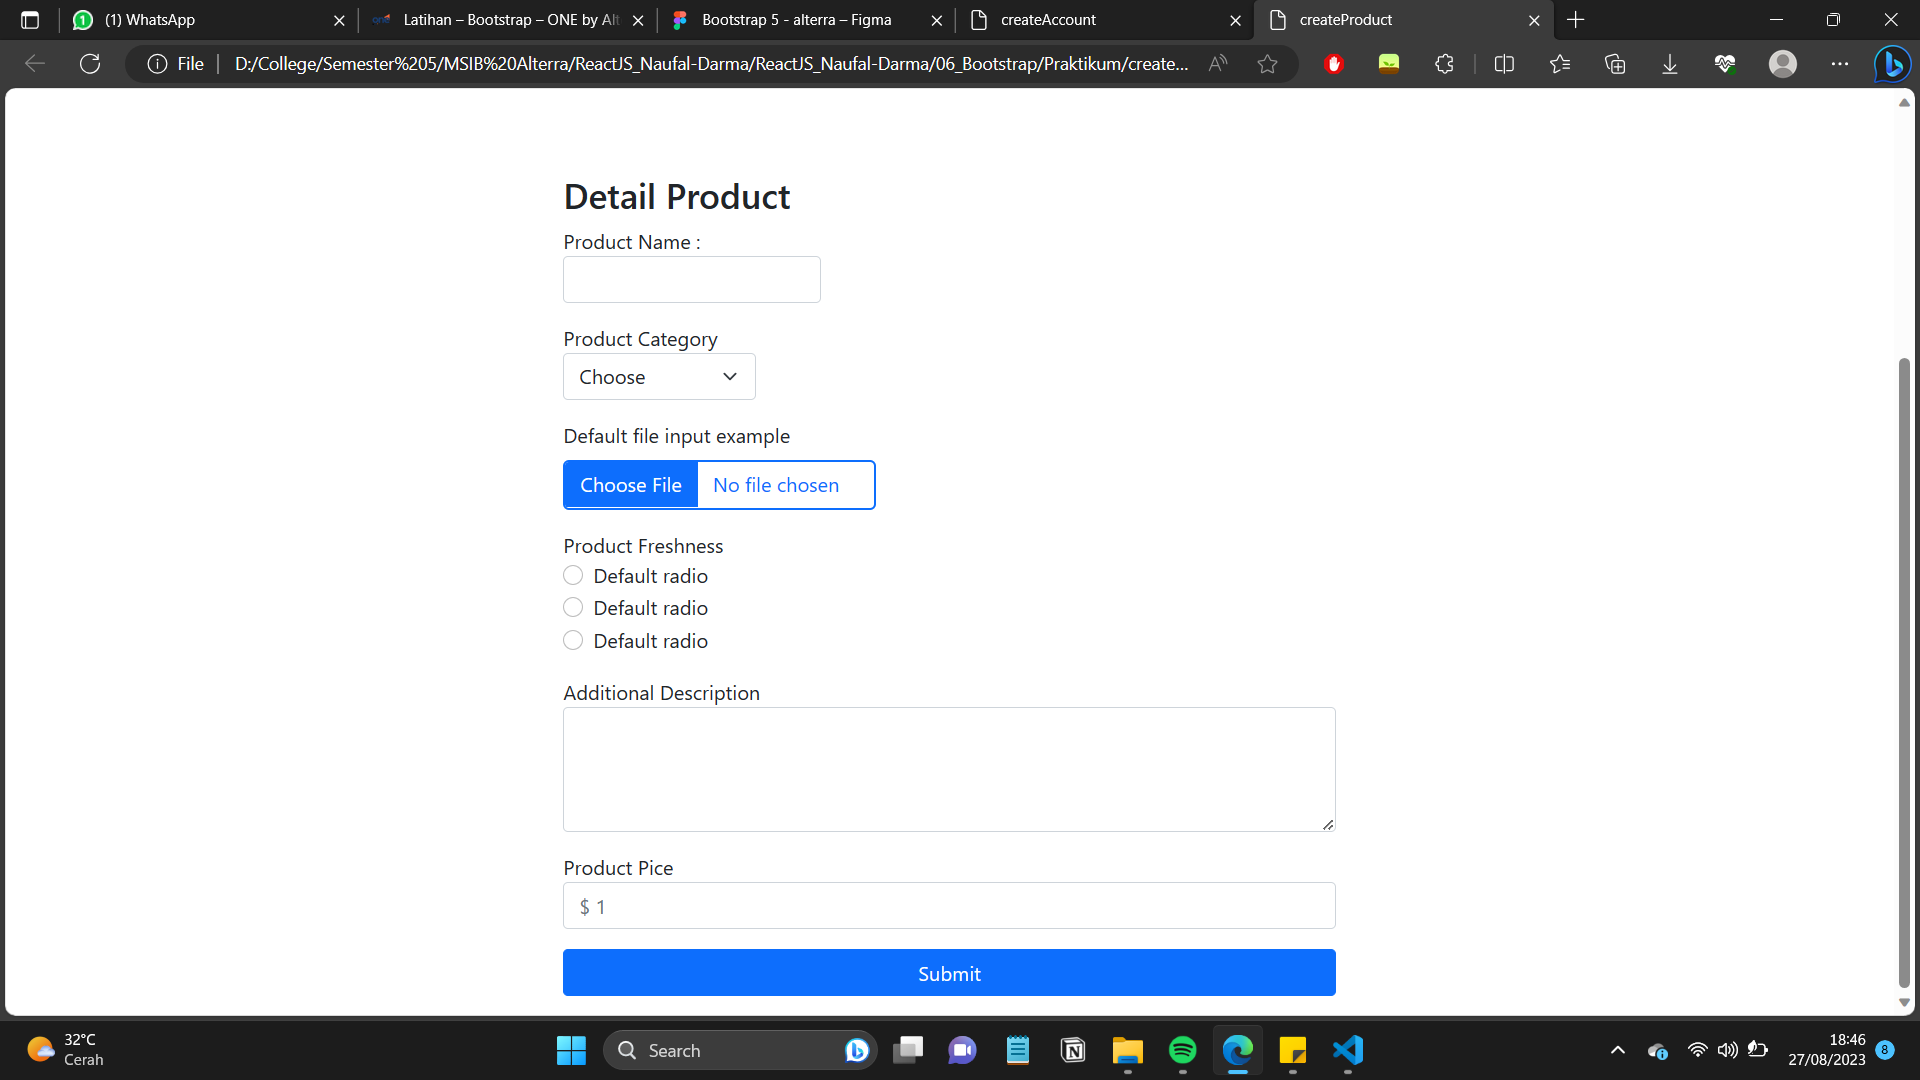 (1) WhatsApp
Latihan – Bootstrap – ONE by Alt
Bootstrap 5 - alterra – Figma
createAccount
createProduct
File
D:/College/Semester%205/MSIB%20Alterra/ReactJS_Naufal-Darma/ReactJS_Naufal-Darma/06_Bootstrap/Praktikum/create...
Detail Product
Product Name :
Product Category
Choose
Default file input example
Choose File
No file chosen
Product Freshness
Default radio
Default radio
Default radio
Additional Description
Product Pice
$ 1
Submit
32°C
Cerah
Search
18:46
27/08/2023
8